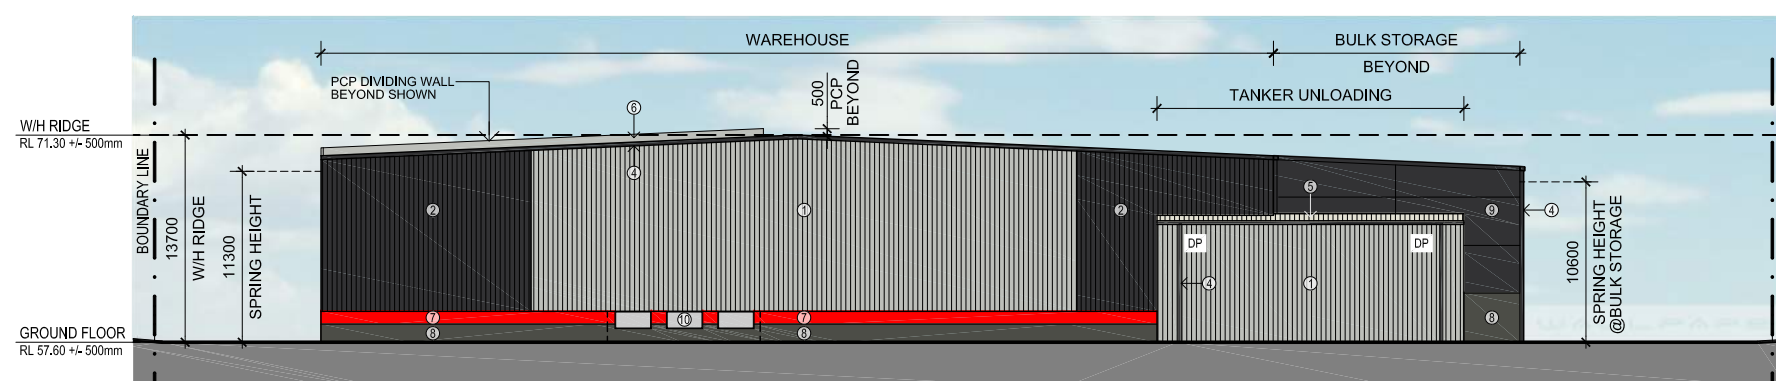 WAREHOUSE
BULK STORAGE
BEYOND
PCP DIVIDING WALL
BEYOND SHOWN
6
500
PCP
BEYOND
TANKER UNLOADING
W/H RIDGE
RL 71.30 +/- 500mm
BOUNDARY LINE
13700
W/H RIDGE
11300
SPRING HEIGHT
4
2
1
2
5
9
4
DP
DP
4
1
10600
SPRING HEIGHT
@BULK STORAGE
7
10
7
8
8
8
GROUND FLOOR
RL 57.60 +/- 500mm